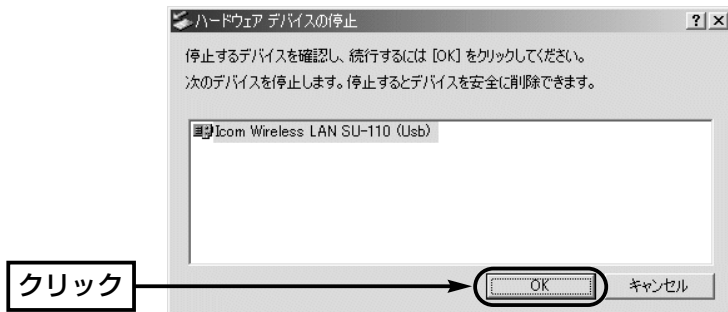 ハードウェア デバイスの停止
? ×
停止するデバイスを確認し、続行するには [OK] をクリックしてください。
次のデバイスを停止します。停止するとデバイスを安全に削除できます。
Icom Wireless LAN SU-110 (Usb)
クリック
OK キャンセル